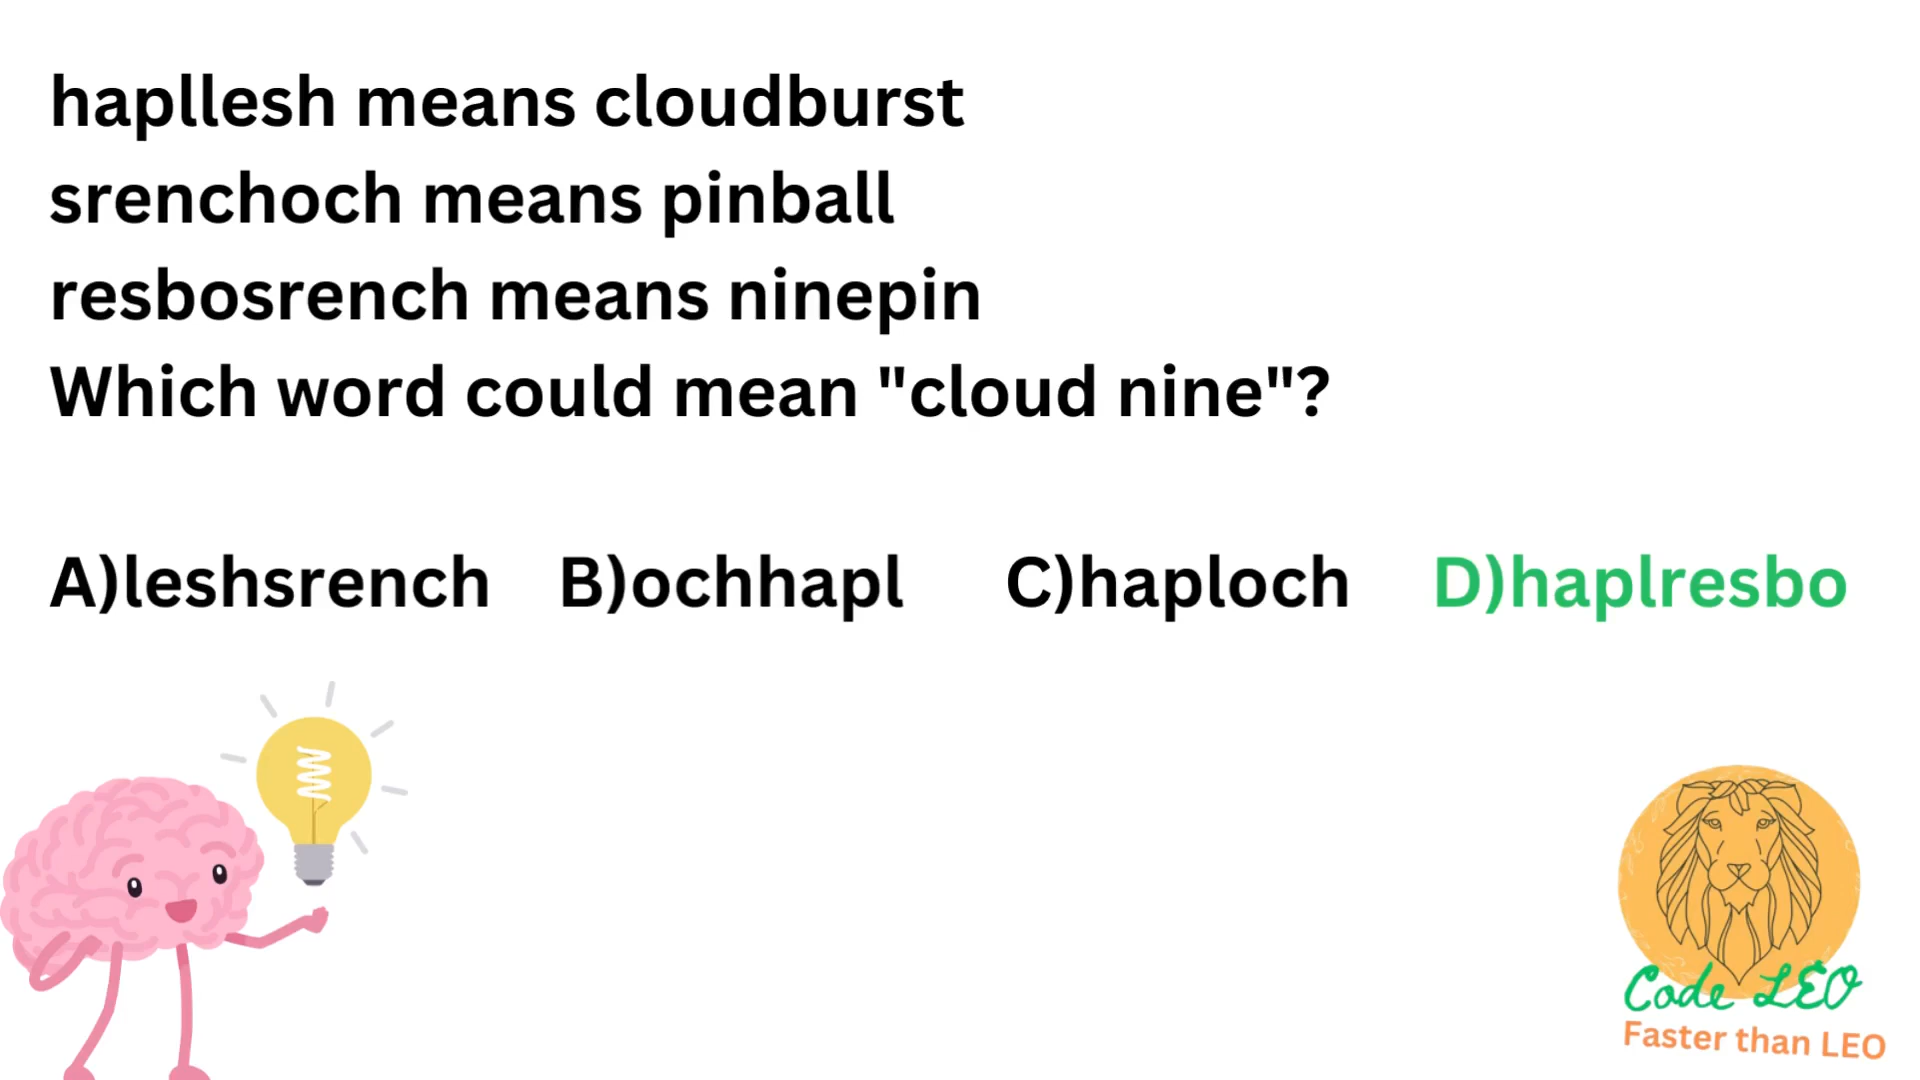 hapllesh means cloudburst
srenchoch means pinball
resbosrench means ninepin
Which word could mean "cloud nine"?
A)leshsrench B)ochhapl C)haploch D)haplresbo
Code LEO
Faster than LEO